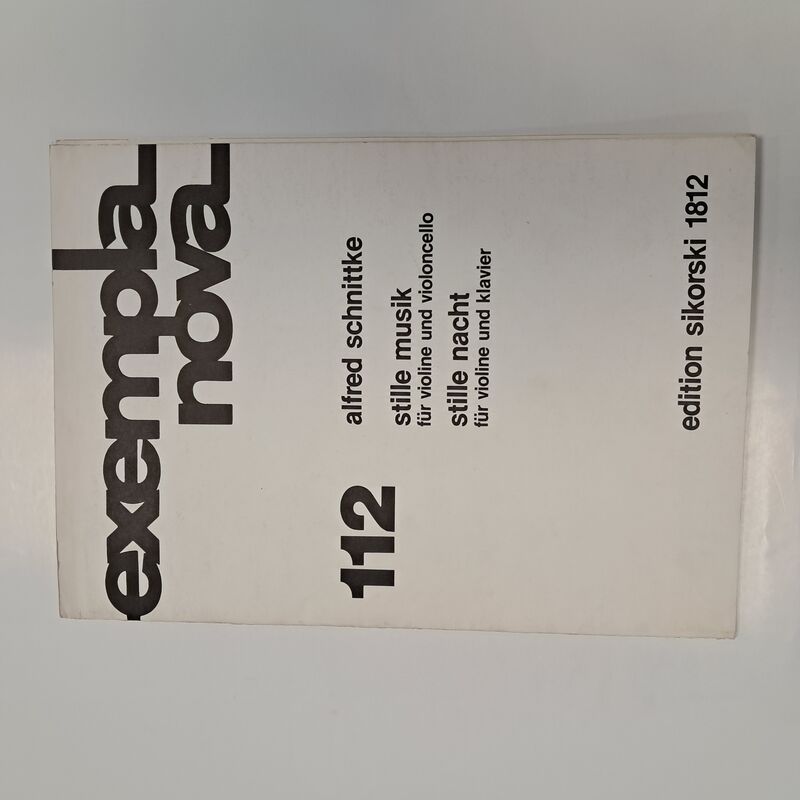 exempla
nova
112
alfred schnittke
stille musik
für violine und violoncello
stille nacht
für violine und klavier
edition sikorski 1812